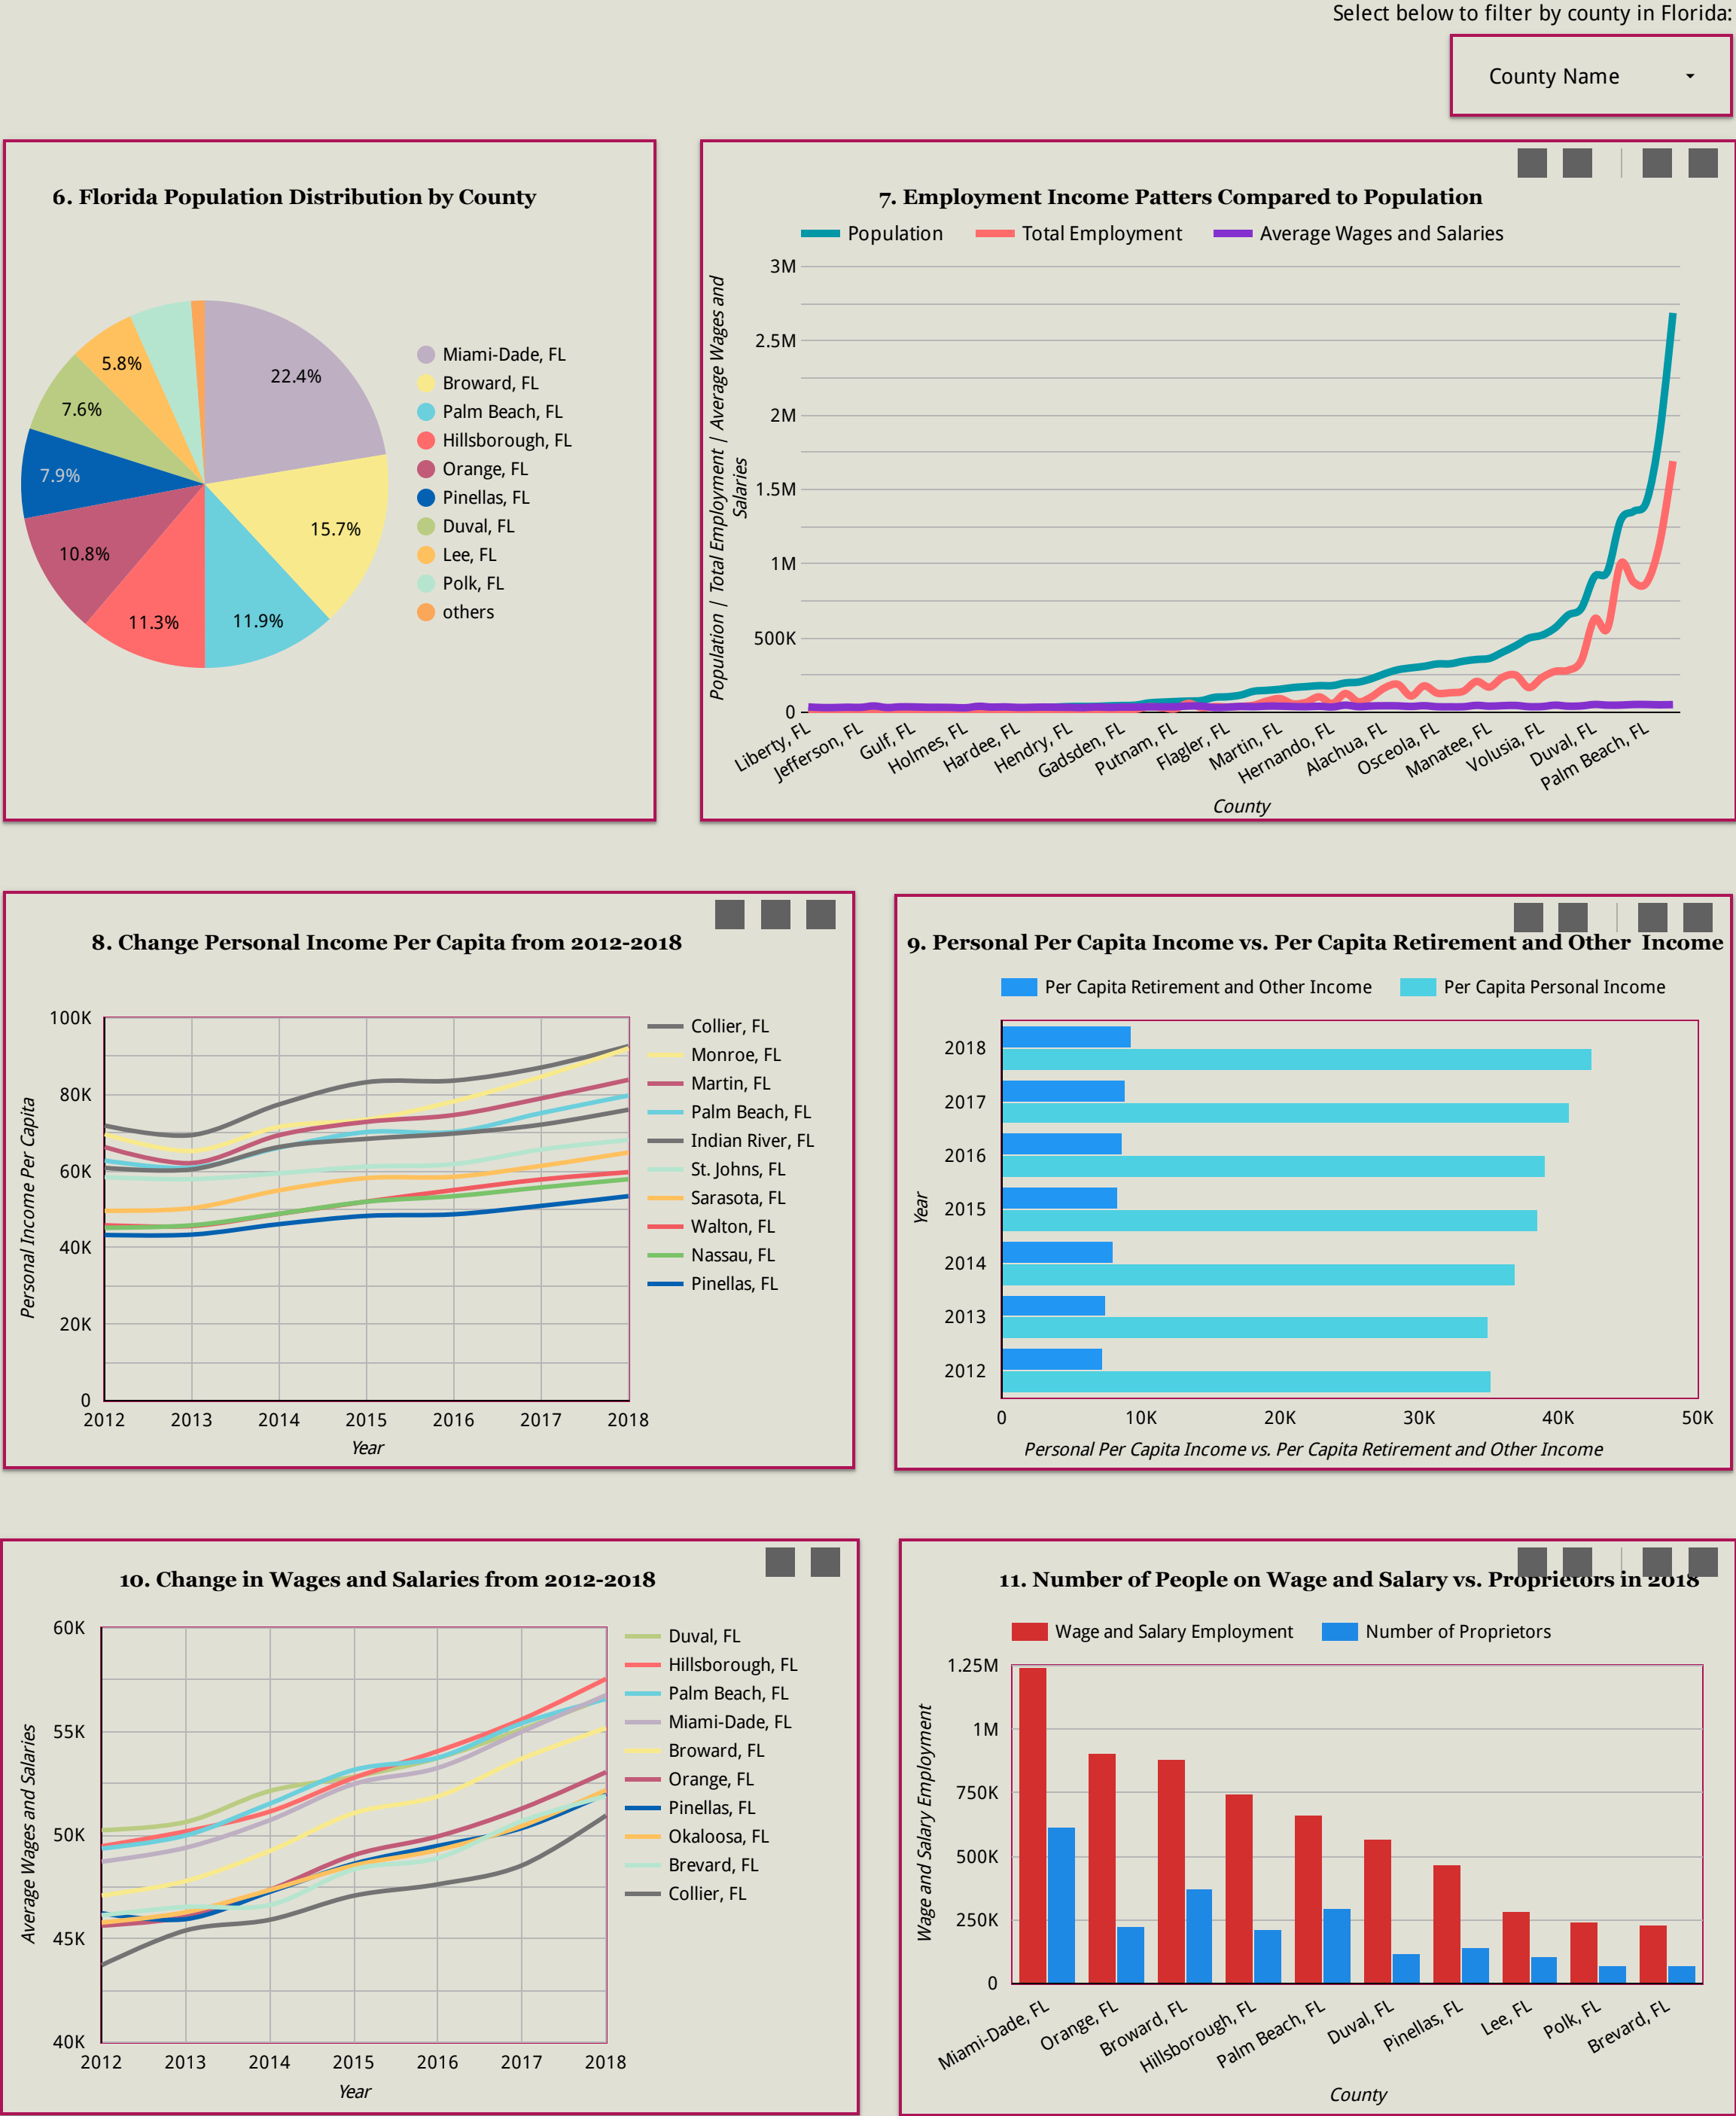 Select below to filter by county in Florida:
County Name
6. Florida Population Distribution by County
22.4%
15.7%
11.9%
11.3%
10.8%
7.9%
7.6%
5.8%
Miami-Dade, FL
Broward, FL
Palm Beach, FL
Hillsborough, FL
Orange, FL
Pinellas, FL
Duval, FL
Lee, FL
Polk, FL
others
7. Employment Income Patters Compared to Population
Population
Total Employment
Average Wages and Salaries
Population | Total Employment | Average Wages and
Salaries
3M
2.5M
2M
1.5M
1M
500K
0
Liberty, FL
Jefferson, FL
Gulf, FL
Holmes, FL
Hardee, FL
Hendry, FL
Gadsden, FL
Putnam, FL
Flagler, FL
Martin, FL
Hernando, FL
Alachua, FL
Osceola, FL
Manatee, FL
Volusia, FL
Duval, FL
Palm Beach, FL
County
8. Change Personal Income Per Capita from 2012-2018
Personal Income Per Capita
100K
80K
60K
40K
20K
0
2012
2013
2014
2015
2016
2017
2018
Year
Collier, FL
Monroe, FL
Martin, FL
Palm Beach, FL
Indian River, FL
St. Johns, FL
Sarasota, FL
Walton, FL
Nassau, FL
Pinellas, FL
9. Personal Per Capita Income vs. Per Capita Retirement and Other Income
Per Capita Retirement and Other Income
Per Capita Personal Income
Year
2018
2017
2016
2015
2014
2013
2012
0
10K
20K
30K
40K
50K
Personal Per Capita Income vs. Per Capita Retirement and Other Income
10. Change in Wages and Salaries from 2012-2018
Average Wages and Salaries
60K
55K
50K
45K
40K
2012
2013
2014
2015
2016
2017
2018
Year
Duval, FL
Hillsborough, FL
Palm Beach, FL
Miami-Dade, FL
Broward, FL
Orange, FL
Pinellas, FL
Okaloosa, FL
Brevard, FL
Collier, FL
11. Number of People on Wage and Salary vs. Proprietors in 2018
Wage and Salary Employment
Number of Proprietors
Wage and Salary Employment
1.25M
1M
750K
500K
250K
0
Miami-Dade, FL
Orange, FL
Broward, FL
Hillsborough, FL
Palm Beach, FL
Duval, FL
Pinellas, FL
Lee, FL
Polk, FL
Brevard, FL
County